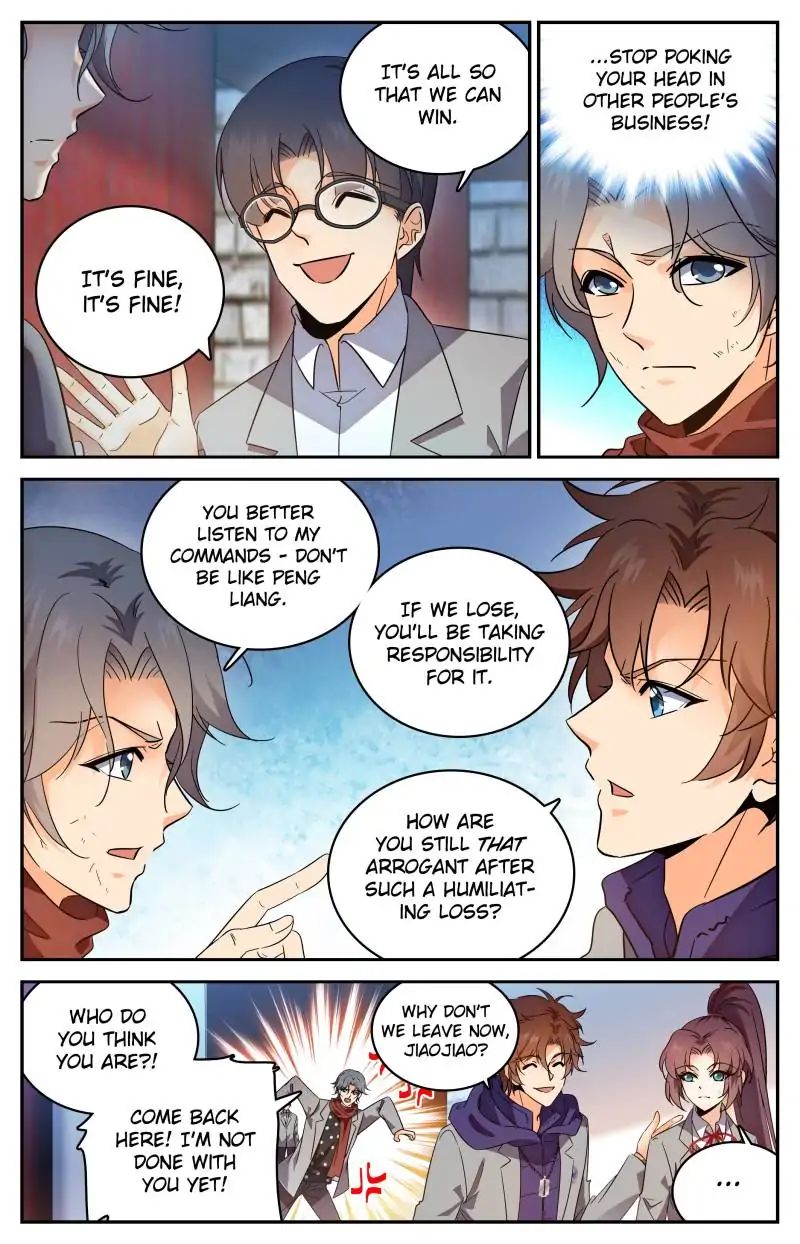 IT'S ALL SO
THAT WE CAN
WIN.
IT'S FINE,
IT'S FINE!
...STOP POKING
YOUR HEAD IN
OTHER PEOPLE'S
BUSINESS!
YOU BETTER
LISTEN TO MY
COMMANDS - DON'T
BE LIKE PENG
LIANG.
IF WE LOSE,
YOU'LL BE TAKING
RESPONSIBILITY
FOR IT.
HOW ARE
YOU STILL THAT
ARROGANT AFTER
SUCH A HUMILIAT-
ING LOSS?
WHO DO
YOU THINK
YOU ARE?!
COME BACK
HERE! I'M NOT
DONE WITH
YOU YET!
WHY DON'T
WE LEAVE NOW,
JIAOJIAO?
...